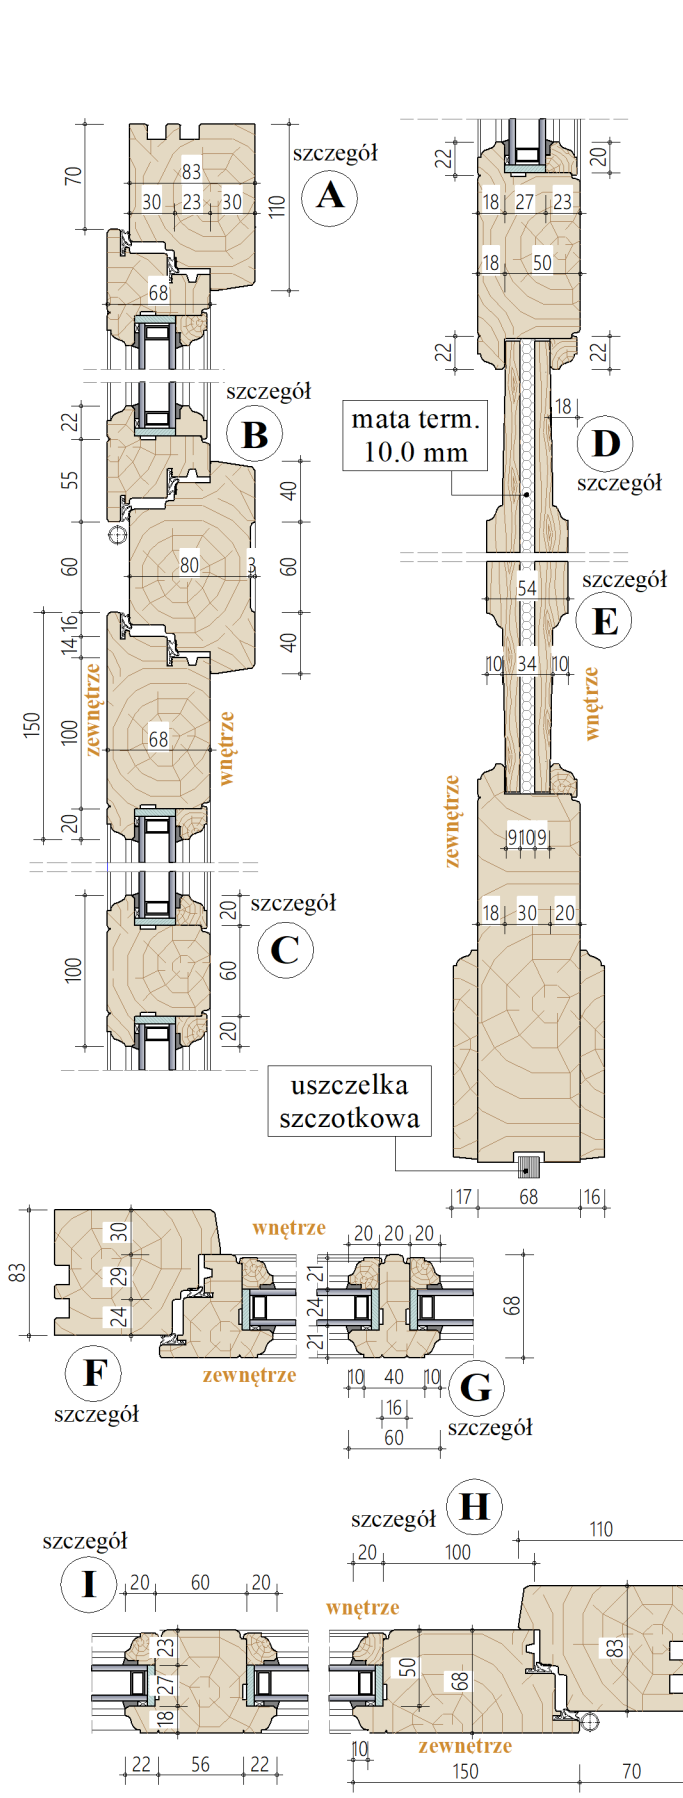 szczegół
A
70
83
30 23 30
110
68
szczegół
B
22
55
60
40
80
3
60
40
16
14
150
100
20
zewnętrze
68
wnętrze
szczegół
C
20
100
60
20
22
20
18 27 23
18 50
22
22
mata term.
10.0 mm
18
D
szczegół
szczegół
E
54
10 34 10
wnętrze
zewnętrze
9 10 9
18 30 20
uszczelka
szczotkowa
17 68 16
83
30
29
24
F
szczegół
wnętrze
zewnętrze
20 20 20
21
24
21
68
10 40 10
16
60
G
szczegół
szczegół
H
110
20 100
wnętrze
50
68
83
zewnętrze
10
150 70
szczegół
I
20 60 20
23
27
18
22 56 22